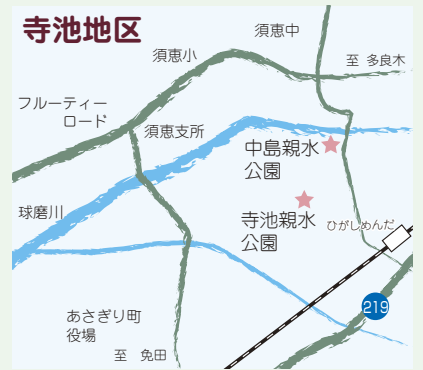 寺池地区
須恵中
須恵小
至 多良木
フルーティー
ロード
須恵支所
中島親水
公園
球磨川
寺池親水
公園
ひがしめんだ
219
あさぎり町
役場
至 免田